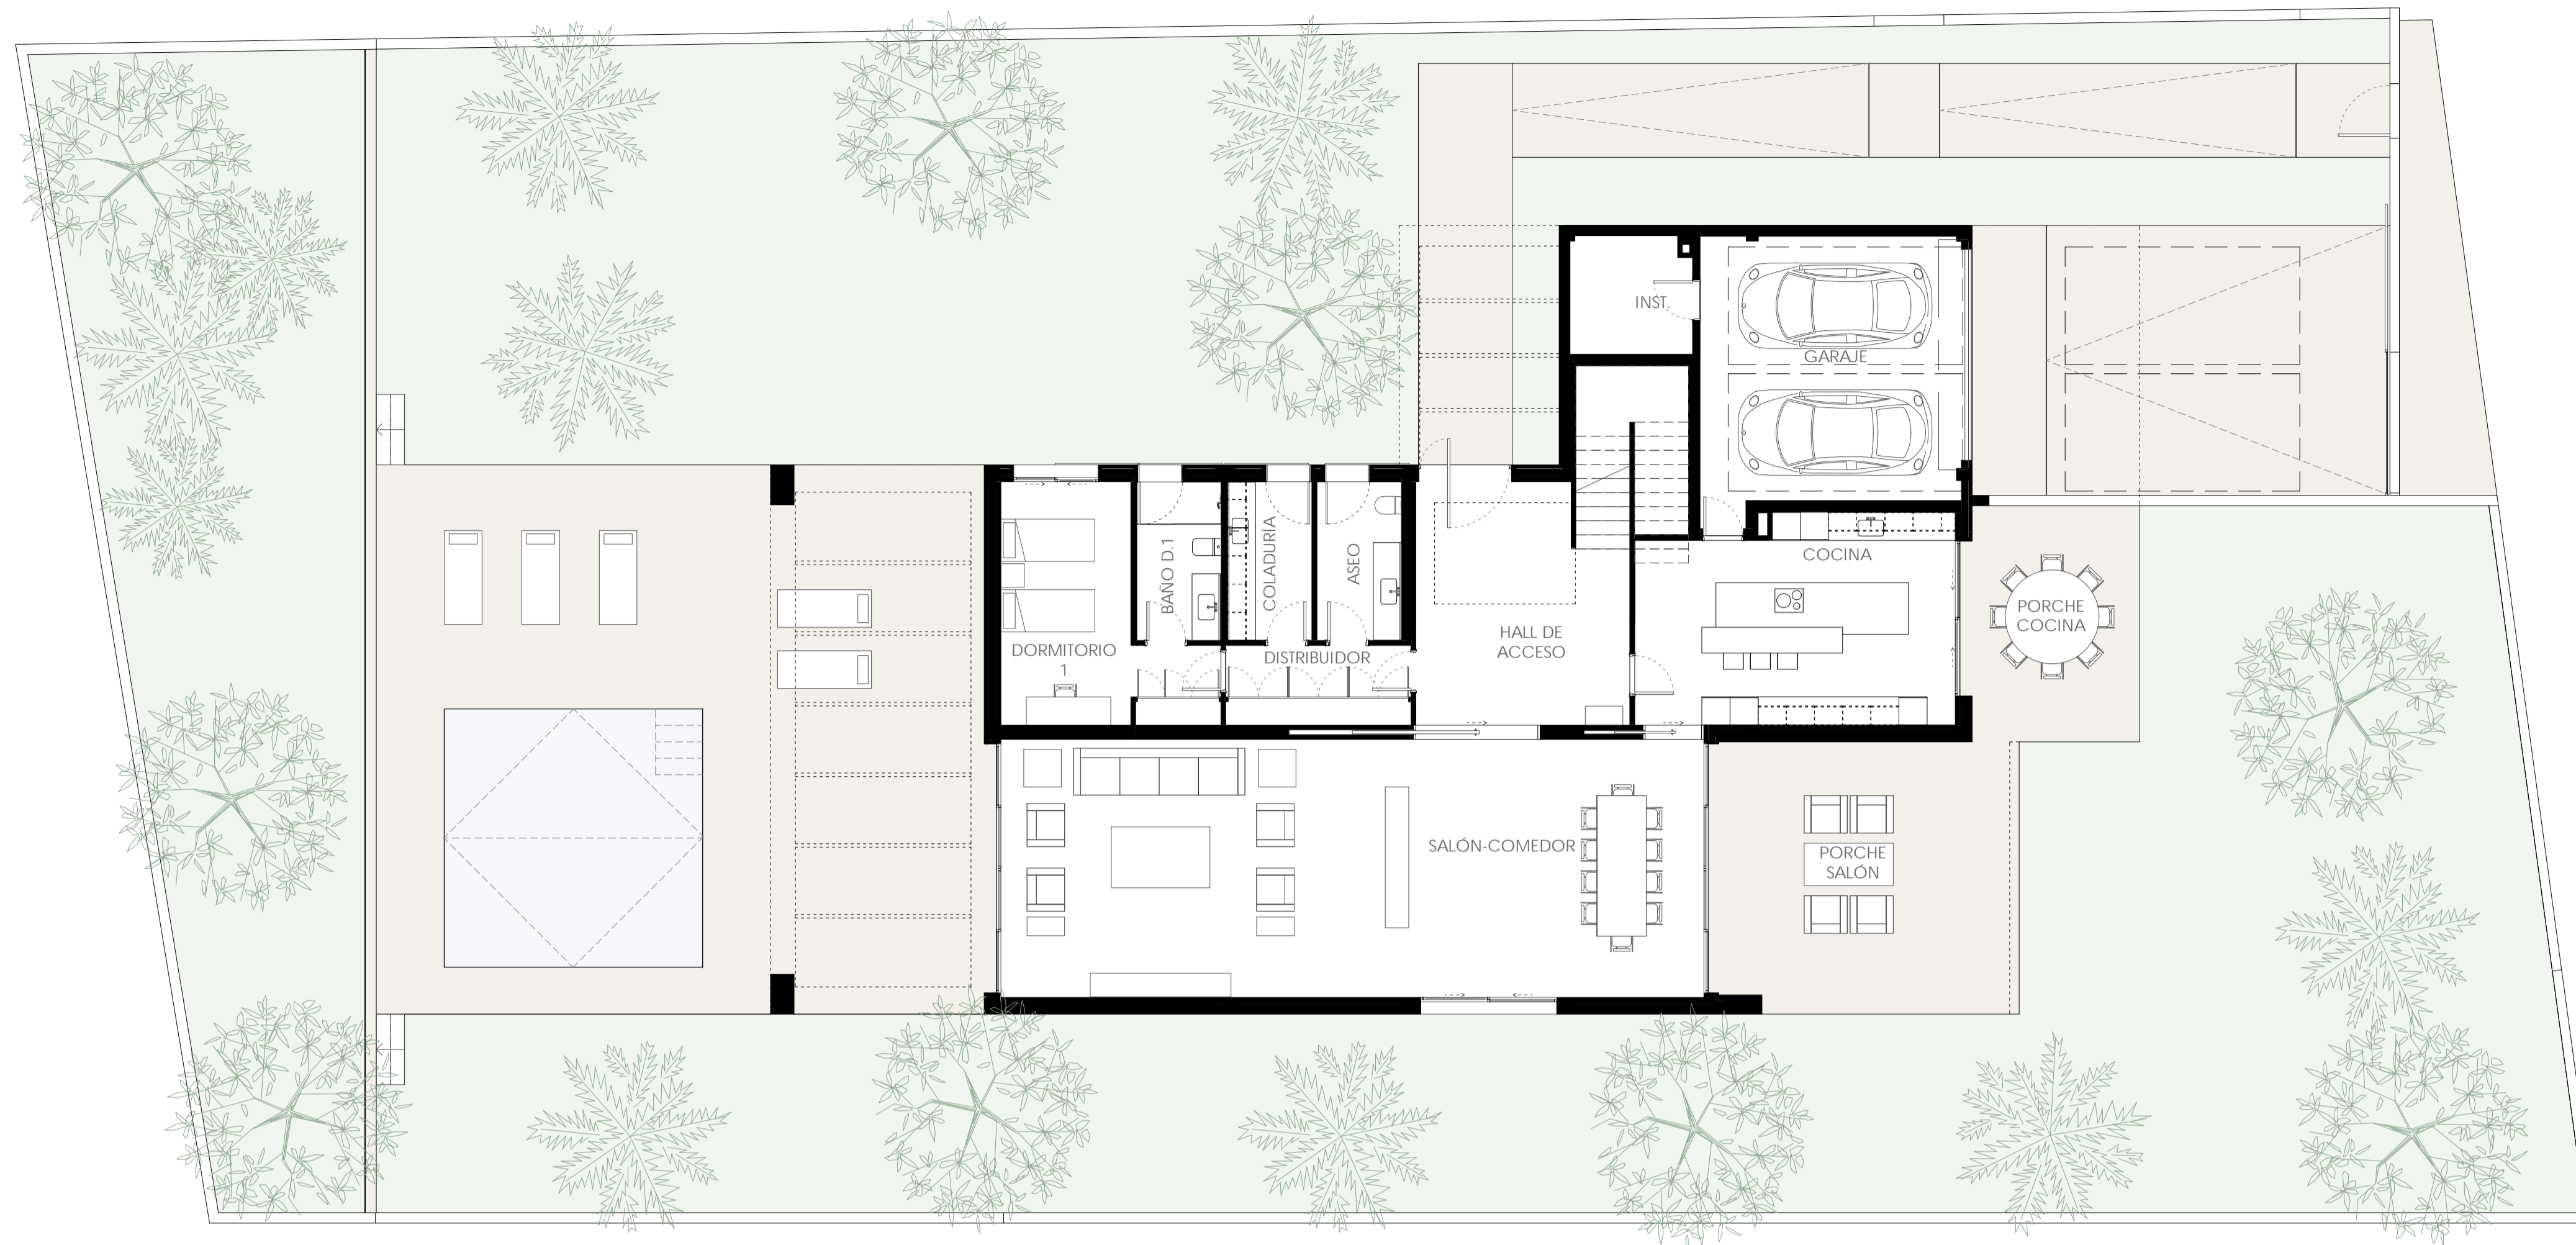 INST.
GARAJE
COCINA
BAÑO D.1
COLADURÍA
ASEO
PORCHE
COCINA
HALL DE
ACCESO
DORMITORIO
1
DISTRIBUIDOR
SALÓN-COMEDOR
PORCHE
SALÓN